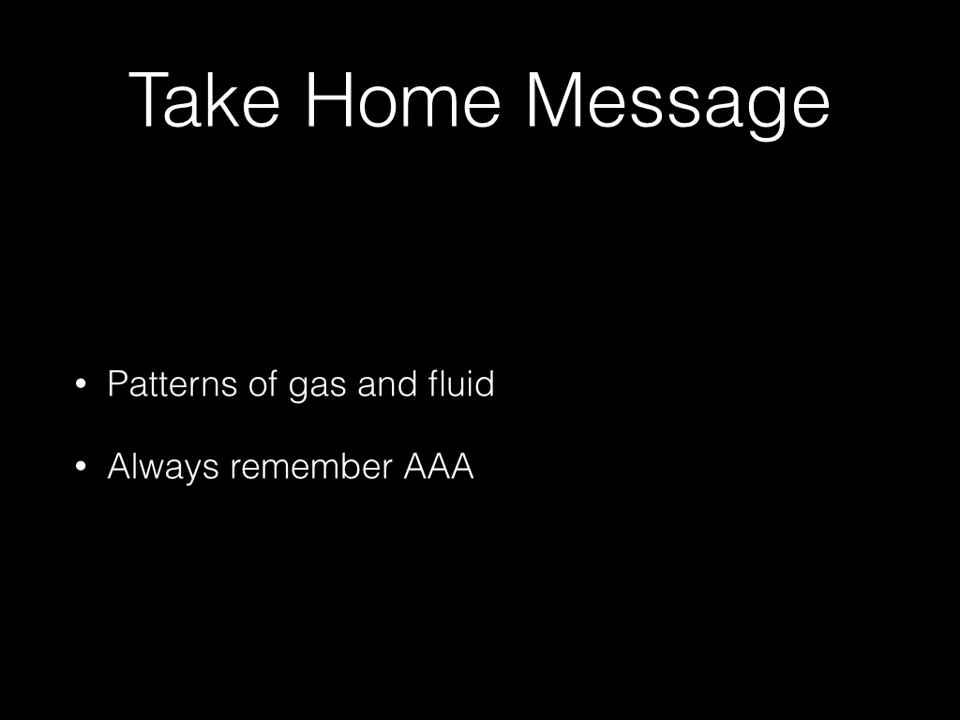 Take Home Message
• Patterns of gas and fluid
• Always remember AAA